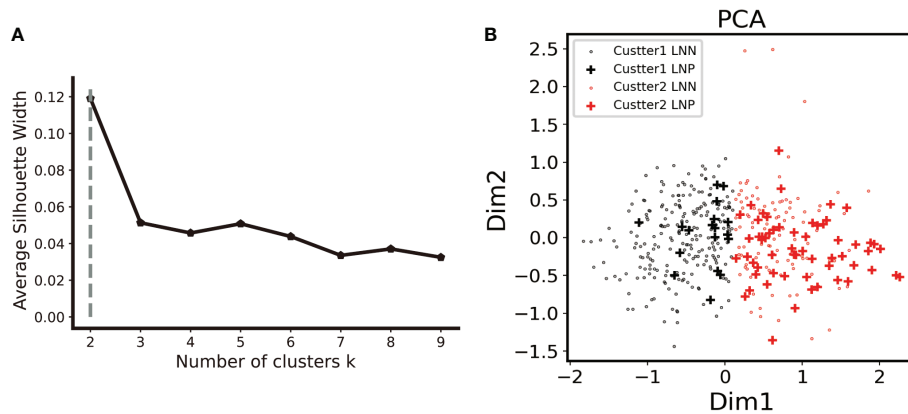 A
Average Silhouette Width
0.12
0.10
0.08
0.06
0.04
0.02
0.00
2 3 4 5 6 7 8 9
Number of clusters k
B
PCA
Custter1 LNN
Custter1 LNP
Custter2 LNN
Custter2 LNP
Dim2
2.5
2.0
1.5
1.0
0.5
0.0
−0.5
−1.0
−1.5
−2 −1 0 1 2
Dim1